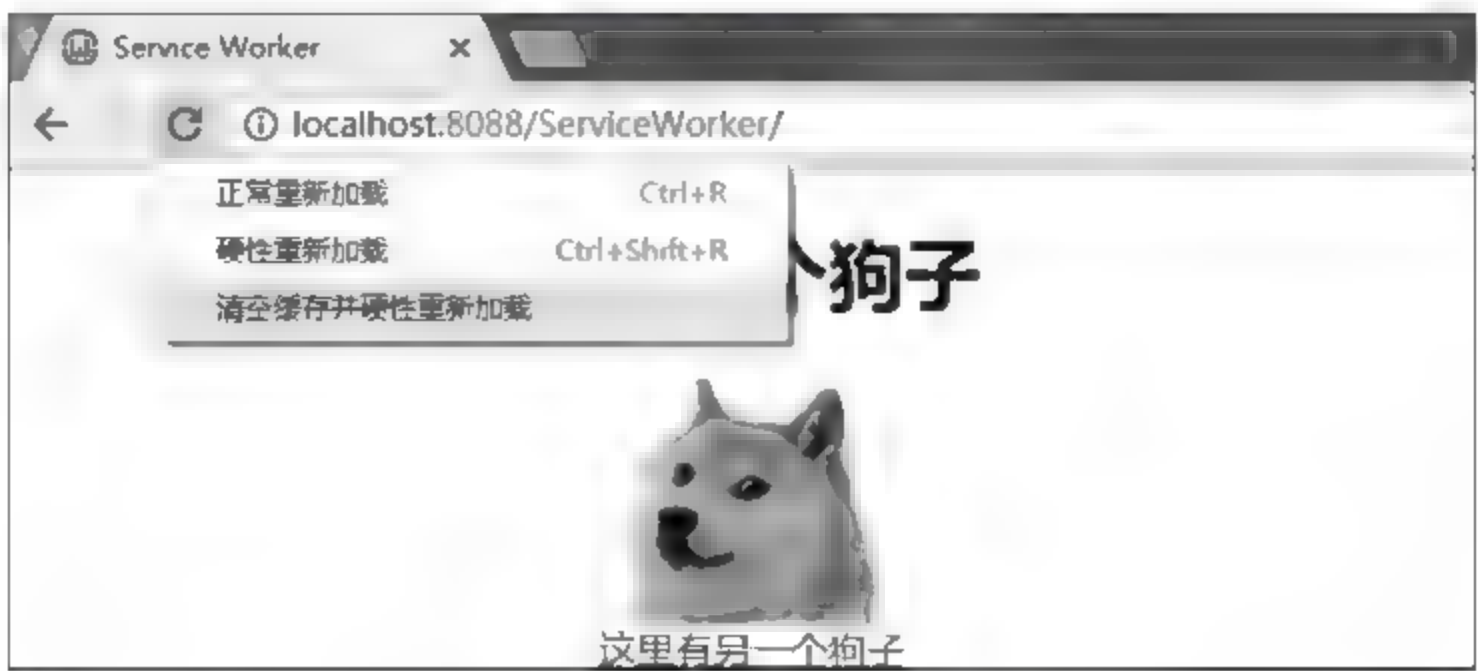 Service Worker
localhost:8088/ServiceWorker/
正常重新加载 Ctrl+R
硬性重新加载 Ctrl+Shift+R
清空缓存并硬性重新加载
个狗子
这里有另一个狗子